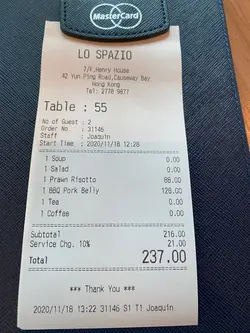 MasterCard
LO SPAZIO
7/F, Henry House
42 Yun Ping Road, Causeway Bay
Hong Kong
Tel: 2778 9877
Table : 55
No of Guest : 2
Order No. : 31146
Staff : Joaquin
Start Time : 2020/11/18 12:28
1 Soup 0.00
1 Salad 0.00
1 Prawn Risotto 88.00
1 BBQ Pork Belly 128.00
1 Tea 0.00
1 Coffee 0.00
Subtotal 216.00
Service Chg. 10% 21.00
Total 237.00
*** Thank You ***
2020/11/18 13:22 31146 S1 T1 Joaquin